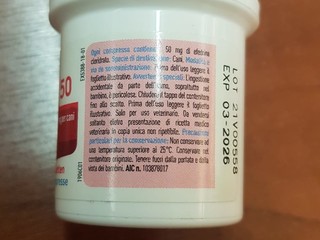 Ogni compressa contiene: 50 mg di efedrina
cloridrato. Specie di destinazione: Cani. Modalità e
via di somministrazione: Prima dell'uso leggere il
foglietto illustrativo. Avvertenze speciali: L'ingestione
accidentale da parte dell'uomo, soprattutto nei
bambini, è pericolosa. Chiudere il tappo del contenitore
fino allo scatto. Prima dell'uso leggere il foglietto
illustrativo. Solo per uso veterinario. Da vendersi
soltanto dietro presentazione di ricetta medico
veterinaria in copia unica non ripetibile. Precauzioni
particolari per la conservazione: Non conservare ad
una temperatura superiore ai 25°C. Conservare nel
contenitore originale. Tenere fuori dalla portata e dalla
vista dei bambini. AIC n. 103878017
50
per cani
LOT 21Y00558
EXP 03 2026